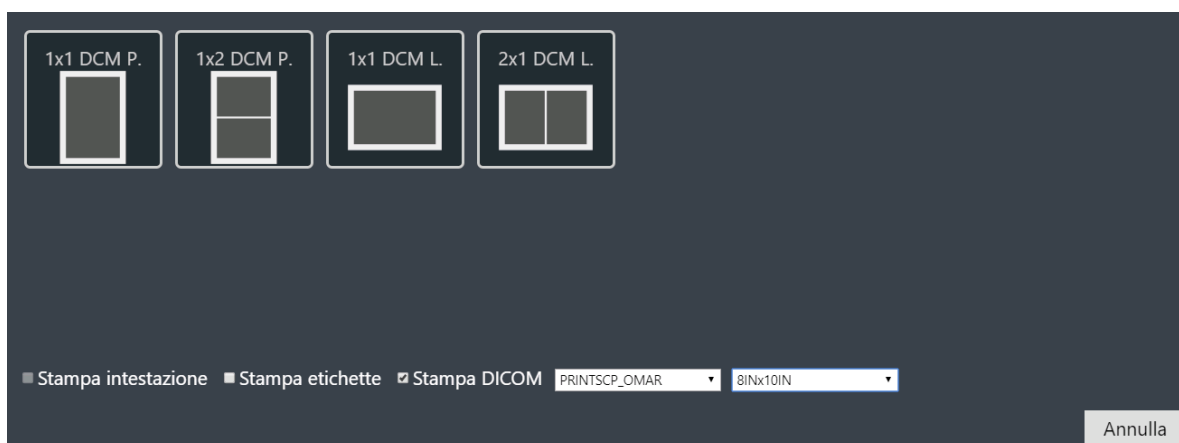 1x1 DCM P. 1x2 DCM P. 1x1 DCM L. 2x1 DCM L.
Stampa intestazione Stampa etichette Stampa DICOM PRINTSCP_OMAR 8INx10IN
Annulla